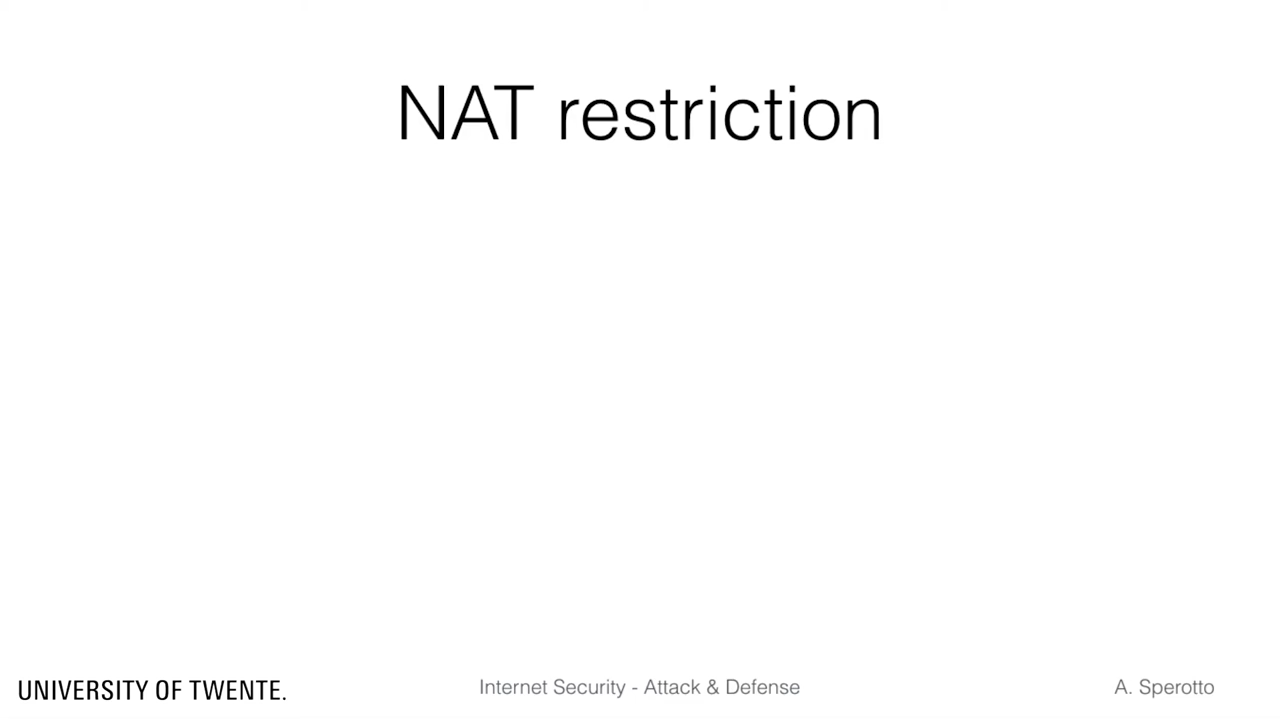 NAT restriction
UNIVERSITY OF TWENTE.
Internet Security - Attack & Defense
A. Sperotto